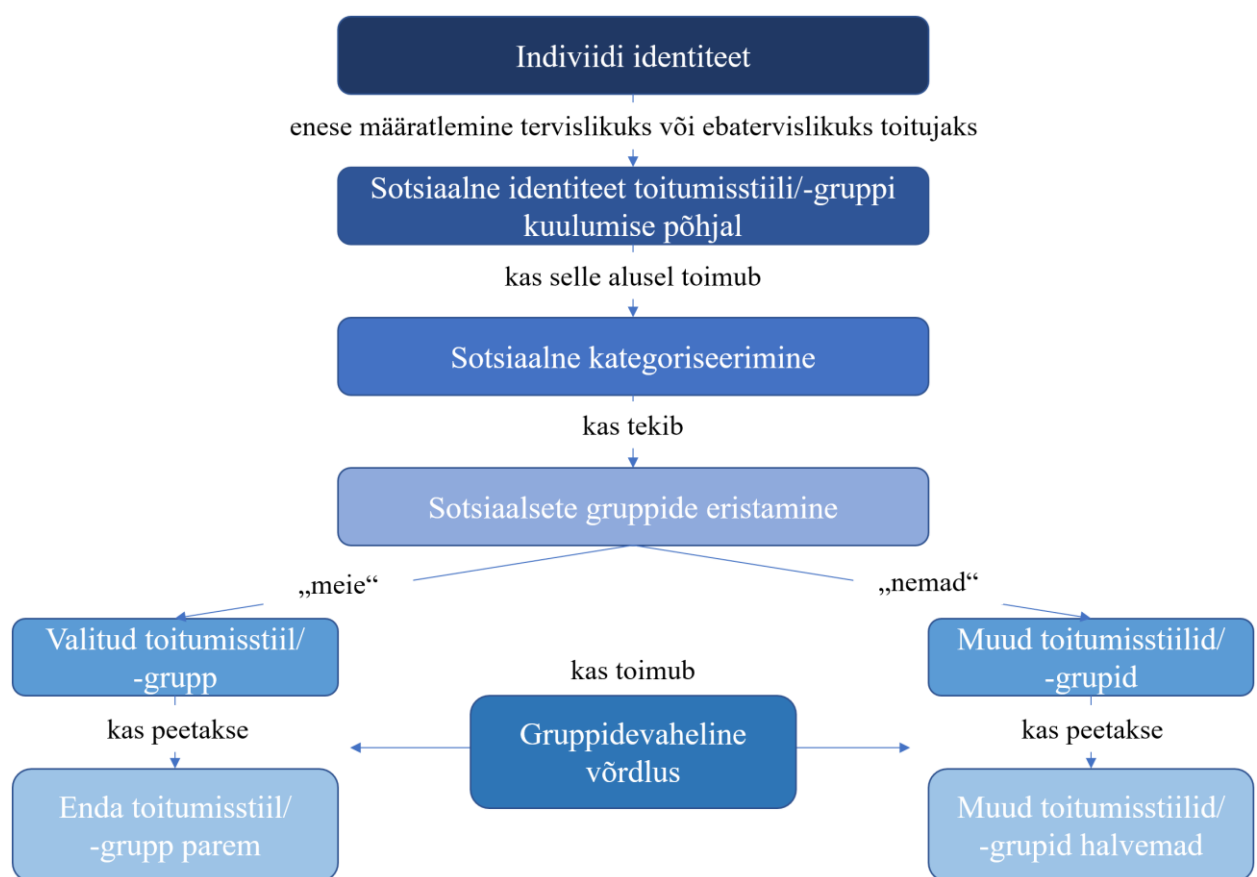 Indiviidi identiteet
enese määratlemine tervislikuks või ebatervislikuks toitujaks
Sotsiaalne identiteet toitumisstiili/-gruppi
kuulumise põhjal
kas selle alusel toimub
Sotsiaalne kategoriseerimine
kas tekib
Sotsiaalsete gruppide eristamine
„meie“
„nemad“
Valitud toitumisstiil/
-grupp
Muud toitumisstiilid/
-grupid
kas toimub
kas peetakse
Gruppidevaheline
võrdlus
kas peetakse
Enda toitumisstiil/
-grupp parem
Muud toitumisstiilid/
-grupid halvemad